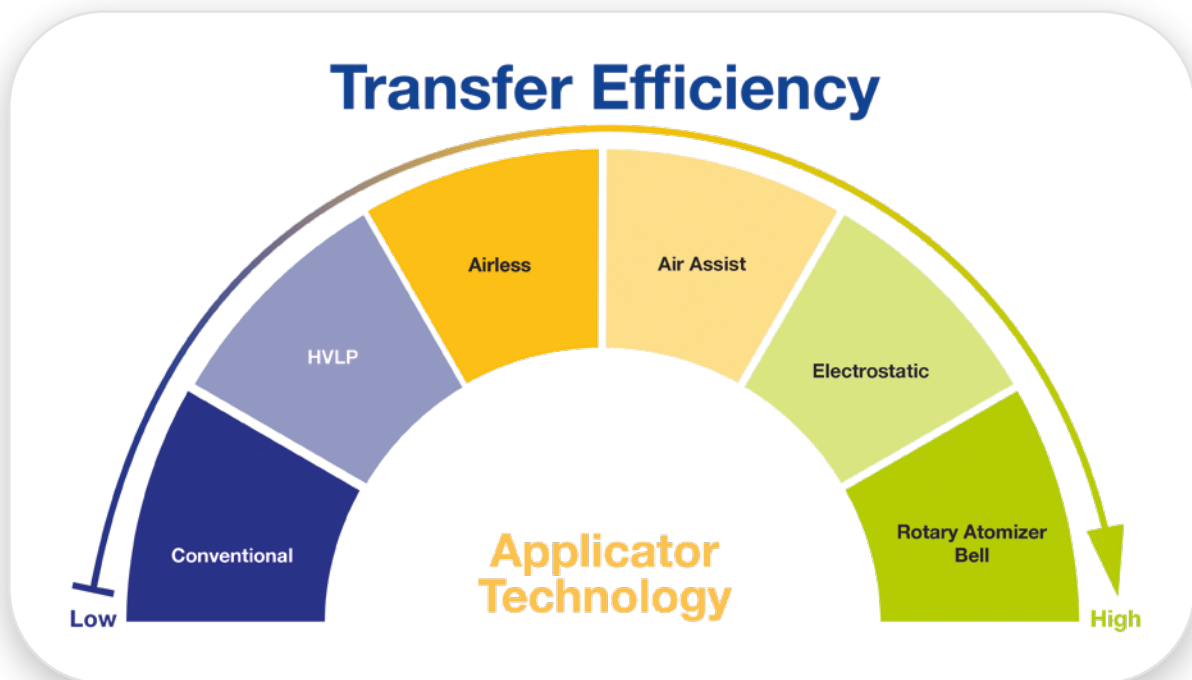 Transfer Efficiency
Airless
Air Assist
HVLP
Electrostatic
Conventional
Applicator
Technology
Rotary Atomizer
Bell
Low
High